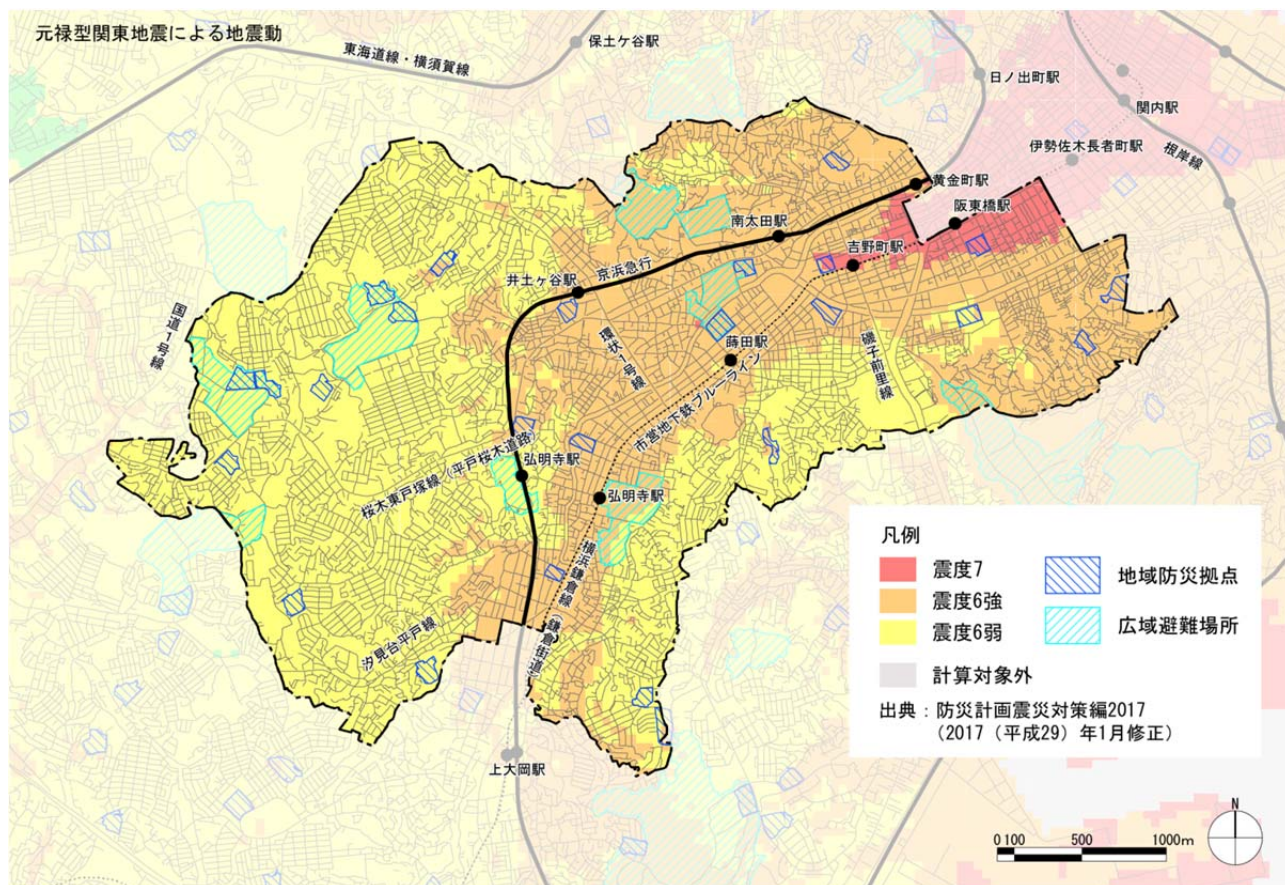 元禄型関東地震による地震動
保土ケ谷駅
東海道線・横須賀線
日ノ出町駅
関内駅
伊勢佐木長者町駅
根岸線
黄金町駅
阪東橋駅
南太田駅
吉野町駅
京浜急行
井土ヶ谷駅
国道1号線
環状1号線
蒔田駅
磯子前里線
市営地下鉄ブルーライン
桜木東戸塚線（平戸桜木道路）
弘明寺駅
弘明寺駅
横浜鎌倉線（鎌倉街道）
汐見台平戸線
上大岡駅
凡例
震度7
震度6強
震度6弱
計算対象外
地域防災拠点
広域避難場所
出典：防災計画震災対策編2017
（2017（平成29）年1月修正）
N
0 100 500 1000m